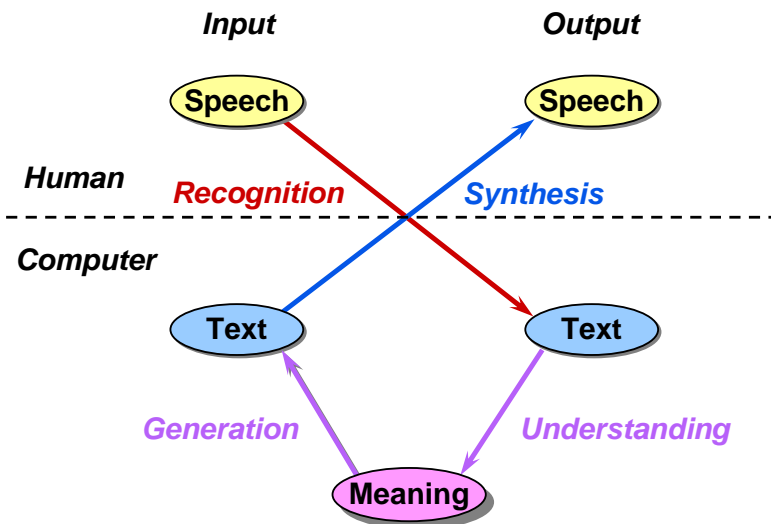 Input
Output
Speech
Speech
Human
Recognition
Synthesis
Computer
Text
Text
Generation
Understanding
Meaning